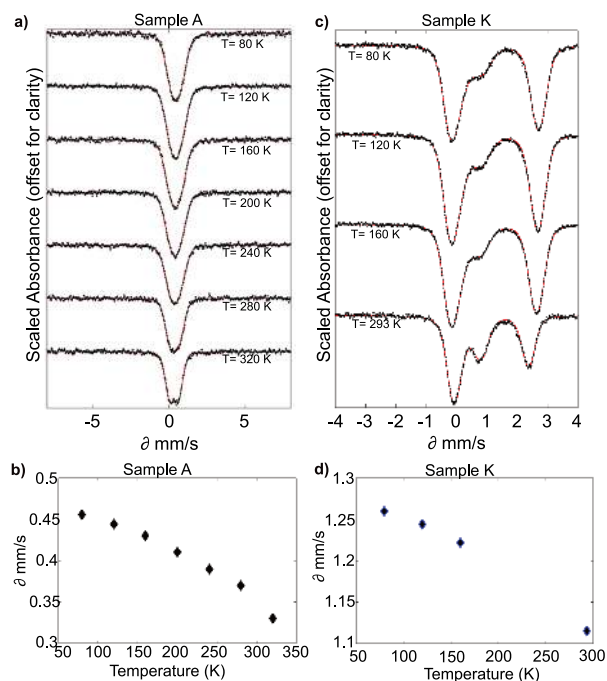 a)
Sample A
T= 80 K
T= 120 K
T= 160 K
T= 200 K
T= 240 K
T= 280 K
T= 320 K
Scaled Absorbance (offset for clarity)
-5 0 5
∂ mm/s
c)
Sample K
T= 80 K
T= 120 K
T= 160 K
T= 293 K
Scaled Absorbance (offset for clarity)
-4 -3 -2 -1 0 1 2 3 4
∂ mm/s
b)
Sample A
0.5
0.45
0.4
0.35
0.3
∂ mm/s
50 100 150 200 250 300 350
Temperature (K)
d)
Sample K
1.3
1.25
1.2
1.15
1.1
∂ mm/s
50 100 150 200 250 300
Temperature (K)